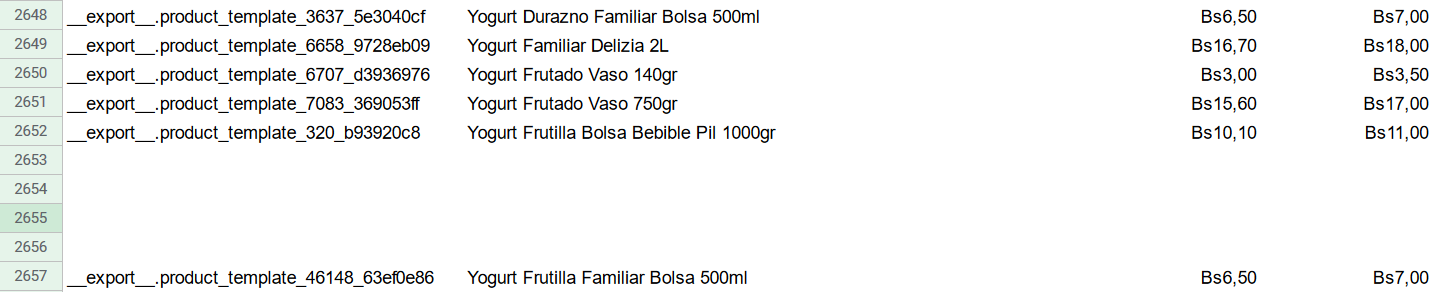 2648 __export__.product_template_3637_5e3040cf Yogurt Durazno Familiar Bolsa 500ml Bs6,50 Bs7,00
2649 __export__.product_template_6658_9728eb09 Yogurt Familiar Delizia 2L Bs16,70 Bs18,00
2650 __export__.product_template_6707_d3936976 Yogurt Frutado Vaso 140gr Bs3,00 Bs3,50
2651 __export__.product_template_7083_369053ff Yogurt Frutado Vaso 750gr Bs15,60 Bs17,00
2652 __export__.product_template_320_b93920c8 Yogurt Frutilla Bolsa Bebible Pil 1000gr Bs10,10 Bs11,00
2653
2654
2655
2656
2657 __export__.product_template_46148_63ef0e86 Yogurt Frutilla Familiar Bolsa 500ml Bs6,50 Bs7,00